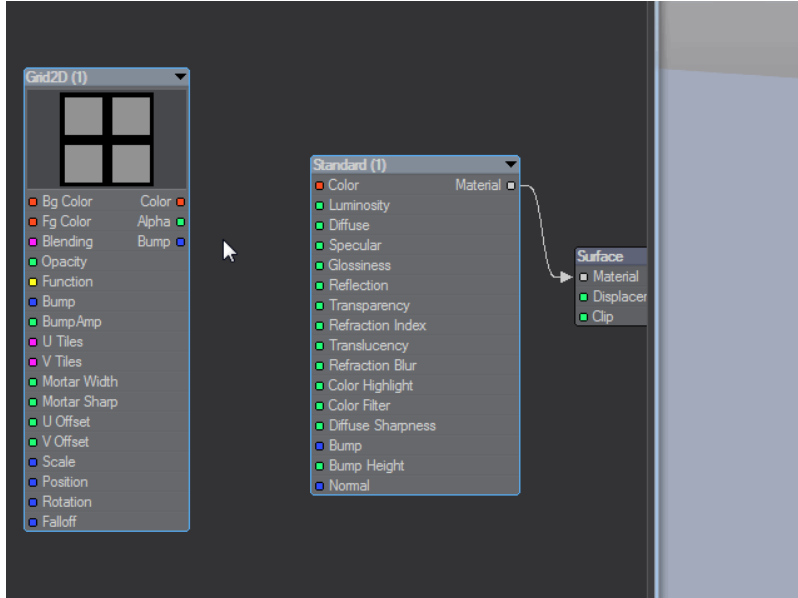 Grid2D (1)
Bg Color
Color
Fg Color
Alpha
Blending
Bump
Opacity
Function
Bump
BumpAmp
U Tiles
V Tiles
Mortar Width
Mortar Sharp
U Offset
V Offset
Scale
Position
Rotation
Falloff
Standard (1)
Color
Material
Luminosity
Diffuse
Specular
Glossiness
Reflection
Transparency
Refraction Index
Translucency
Refraction Blur
Color Highlight
Color Filter
Diffuse Sharpness
Bump
Bump Height
Normal
Surface
Material
Displacer
Clip